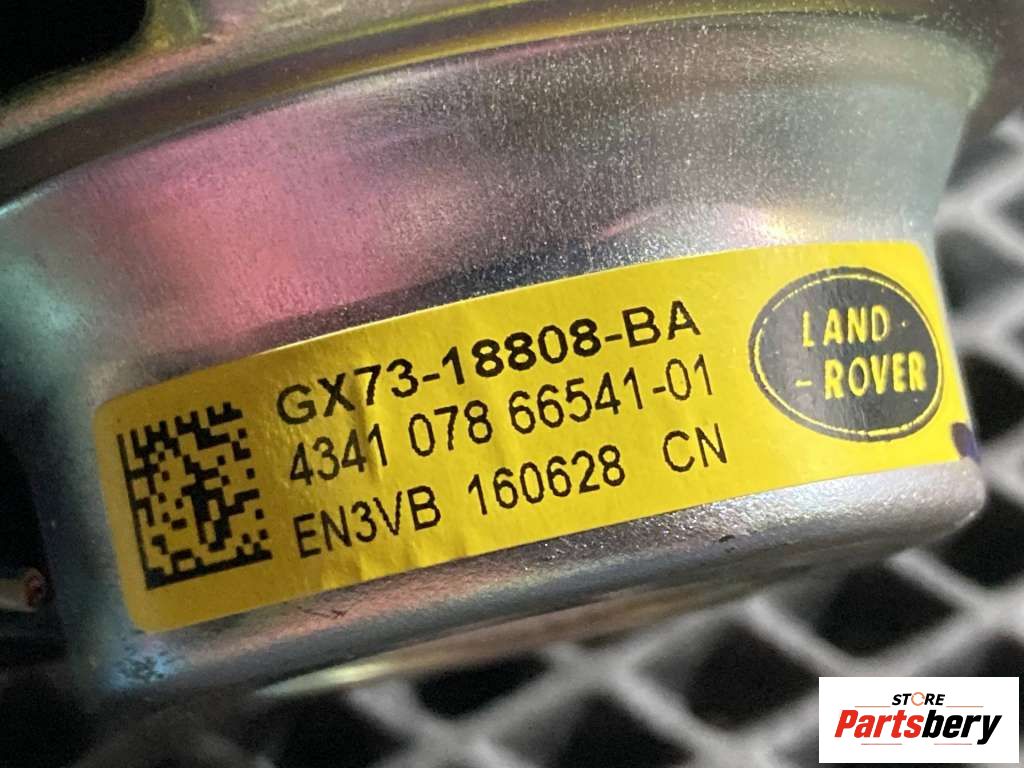 GX73-18808-BA
4341 078 66541-01
EN3VB 160628 CN
LAND
-ROVER
STORE
Partsbery